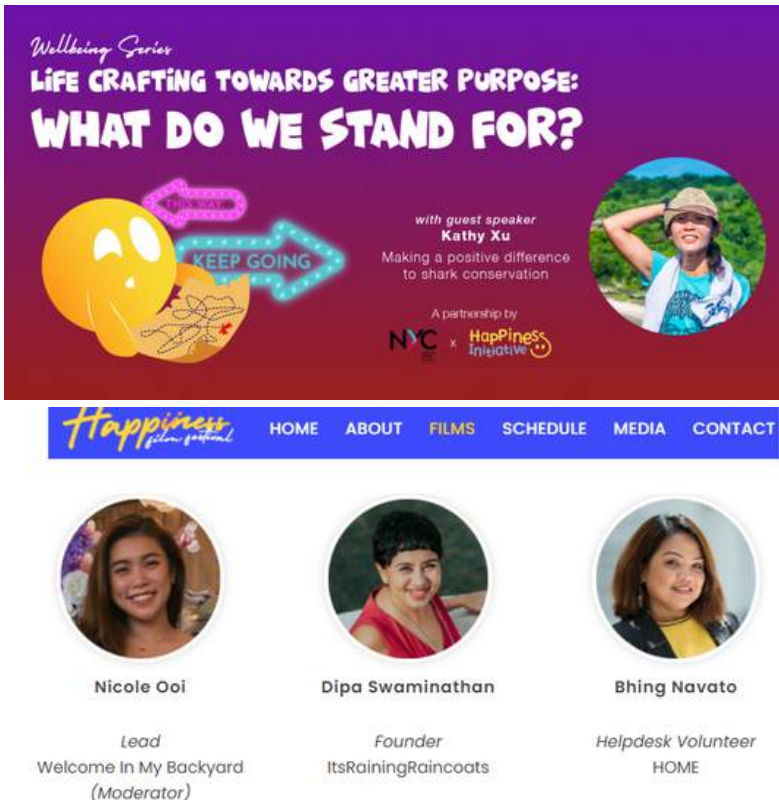 Wellbeing Series
LiFE CRAFTiNG TOWARDS GREATER PURPOSE:
WHAT DO WE STAND FOR?
THIS WAY
KEEP GOING
with guest speaker
Kathy Xu
Making a positive difference
to shark conservation
A partnership by
NYC x HapPiness
InitiatiVe
Happiness
film festival
HOME ABOUT FILMS SCHEDULE MEDIA CONTACT
Nicole Ooi
Dipa Swaminathan
Bhing Navato
Lead
Founder
Helpdesk Volunteer
Welcome In My Backyard
ItsRainingRaincoats
HOME
(Moderator)